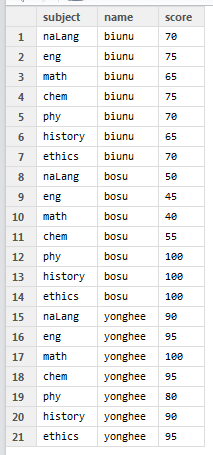 subject name score
1 naLang biunu 70
2 eng biunu 75
3 math biunu 65
4 chem biunu 75
5 phy biunu 70
6 history biunu 65
7 ethics biunu 70
8 naLang bosu 50
9 eng bosu 45
10 math bosu 40
11 chem bosu 55
12 phy bosu 100
13 history bosu 100
14 ethics bosu 100
15 naLang yonghee 90
16 eng yonghee 95
17 math yonghee 100
18 chem yonghee 95
19 phy yonghee 80
20 history yonghee 90
21 ethics yonghee 95